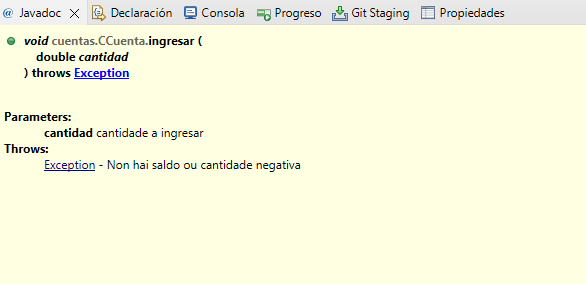 @ Javadoc Declaración Consola Progreso Git Staging Propiedades
void cuentas.CCuenta.ingresar (
double cantidad
) throws Exception
Parameters:
cantidad cantidade a ingresar
Throws:
Exception - Non hai saldo ou cantidade negativa